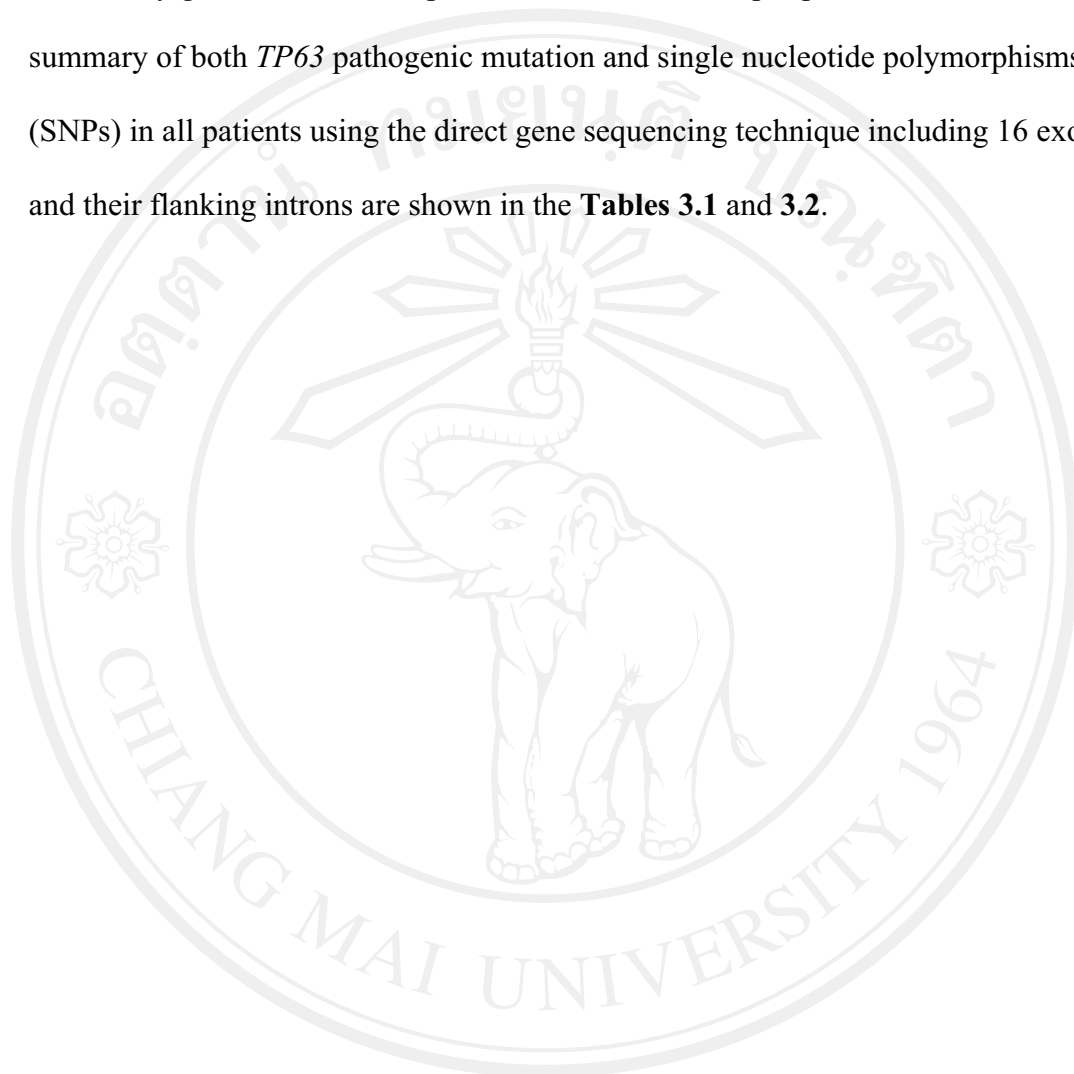 summary of both TP63 pathogenic mutation and single nucleotide polymorphisms
(SNPs) in all patients using the direct gene sequencing technique including 16
and their flanking introns are shown in the Tables 3.1 and 3.2.
CHIANG MAI UNIVERSITY 1964